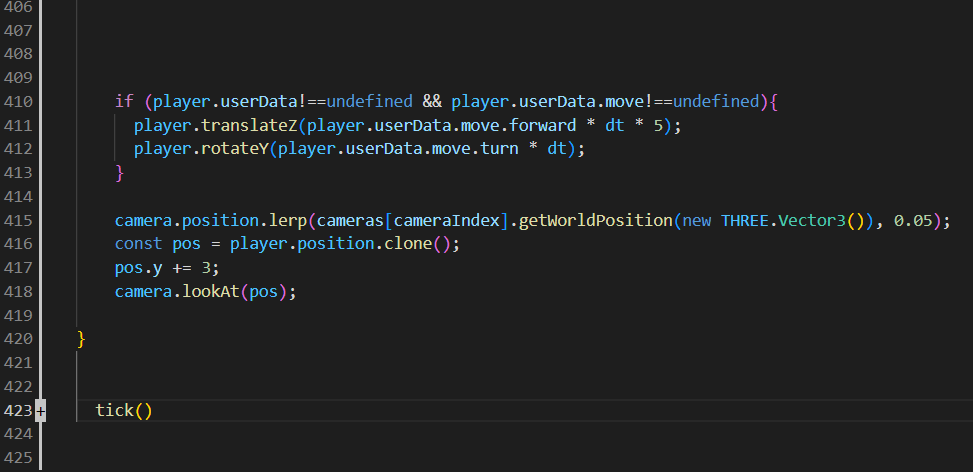 406
407
408
409
410 if (player.userData!==undefined && player.userData.move!==undefined){
411 player.translateZ(player.userData.move.forward * dt * 5);
412 player.rotateY(player.userData.move.turn * dt);
413 }
414
415 camera.position.lerp(cameras[cameraIndex].getWorldPosition(new THREE.Vector3()), 0.05);
416 const pos = player.position.clone();
417 pos.y += 3;
418 camera.lookAt(pos);
419
420 }
421
422
423 + tick()
424
425